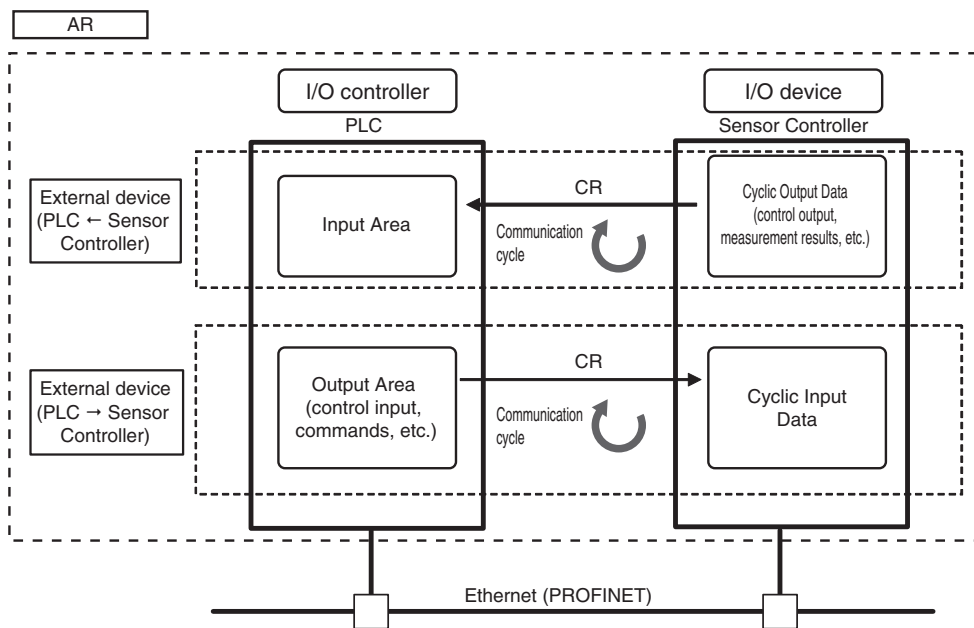 AR
I/O controller
I/O device
PLC
Sensor Controller
External device
(PLC ← Sensor
Controller)
Input Area
CR
Communication
cycle
Cyclic Output Data
(control output,
measurement results, etc.)
External device
(PLC → Sensor
Controller)
Output Area
(control input,
commands, etc.)
CR
Communication
cycle
Cyclic Input
Data
Ethernet (PROFINET)